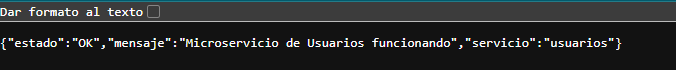 Dar formato al texto
{"estado":"OK","mensaje":"Microservicio de Usuarios funcionando","servicio":"usuarios"}